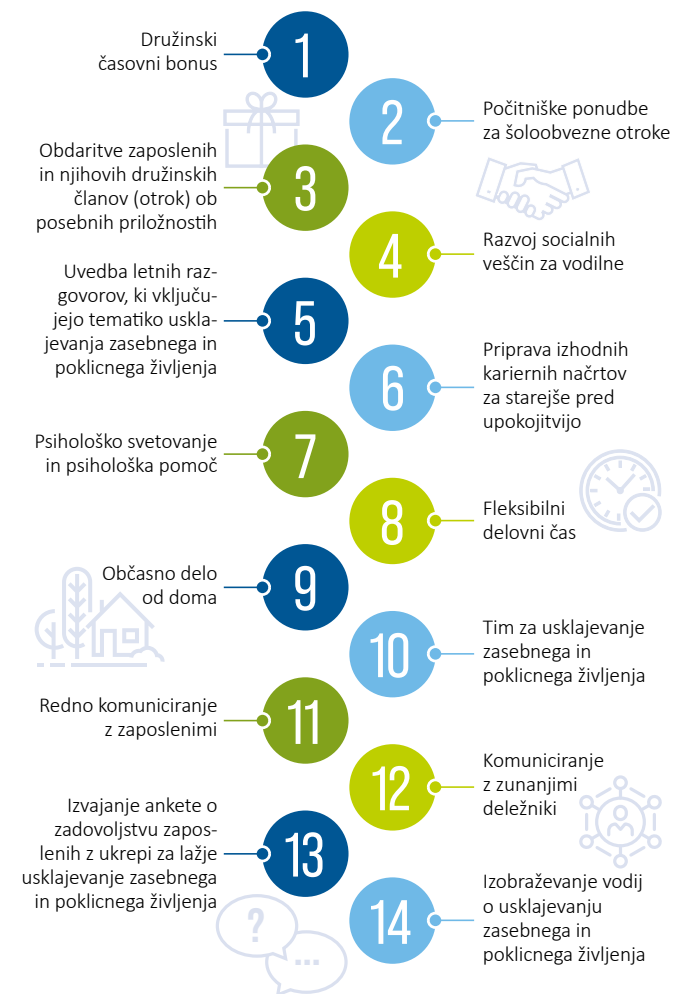 1
Družinski
časovni bonus
2
Počitniške ponudbe
za šoloobvezne otroke
3
Obdaritve zaposlenih
in njihovih družinskih
članov (otrok) ob
posebnih priložnostih
4
Razvoj socialnih
veščin za vodilne
5
Uvedba letnih raz-
govorov, ki vključu-
jejo tematiko uskla-
jevanja zasebnega in
poklicnega življenja
6
Priprava izhodnih
kariernih načrtov
za starejše pred
upokojitvijo
7
Psihološko svetovanje
in psihološka pomoč
8
Fleksibilni
delovni čas
9
Občasno delo
od doma
10
Tim za usklajevanje
zasebnega in
poklicnega življenja
11
Redno komuniciranje
z zaposlenimi
12
Komuniciranje
z zunanjimi
deležniki
13
Izvajanje ankete o
zadovoljstvu zapos-
lenih z ukrepi za lažje
usklajevanje zasebnega
in poklicnega življenja
14
Izobraževanje vodij
o usklajevanju
zasebnega in
poklicnega življenja
?
...